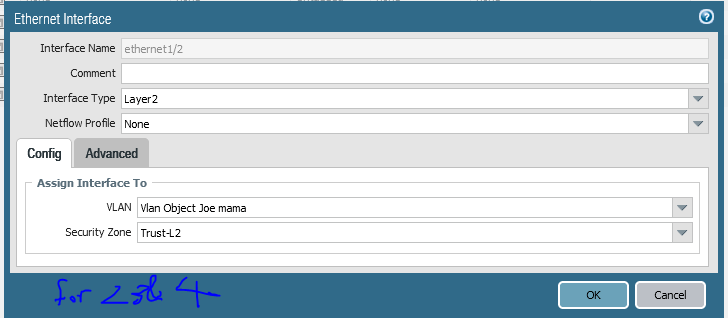 Ethernet Interface
Interface Name ethernet1/2
Comment
Interface Type Layer2
Netflow Profile None
Config Advanced
Assign Interface To
VLAN Vlan Object Joe mama
Security Zone Trust-L2
for 2 3 & 4
OK Cancel